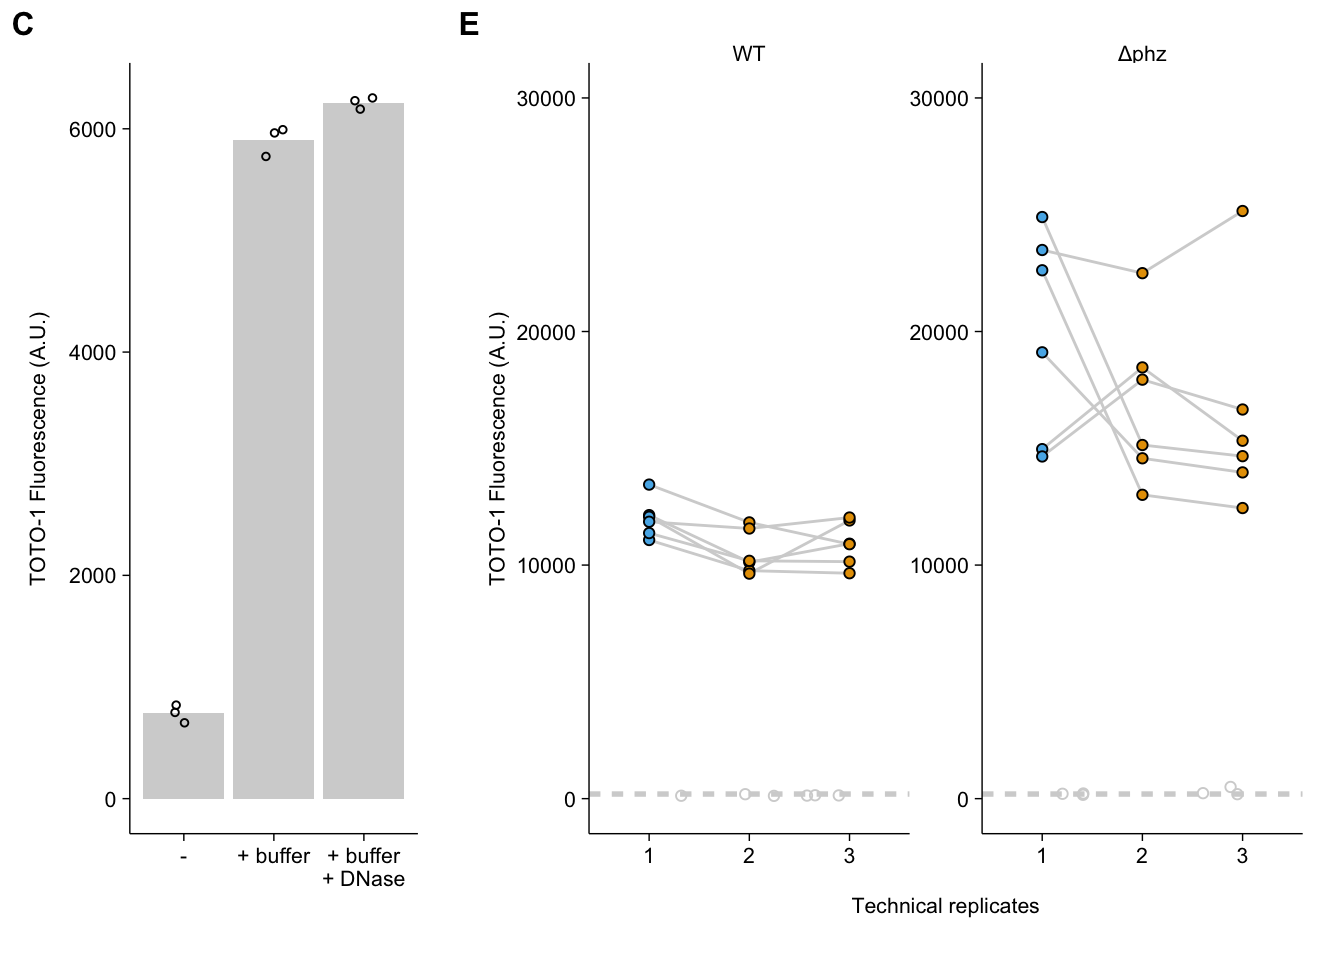 C
TOTO-1 Fluorescence (A.U.)
6000
4000
2000
0
-
+ buffer
+ buffer
+ DNase
E
TOTO-1 Fluorescence (A.U.)
WT
30000
20000
10000
0
1 2 3
Δphz
30000
20000
10000
0
1 2 3
Technical replicates